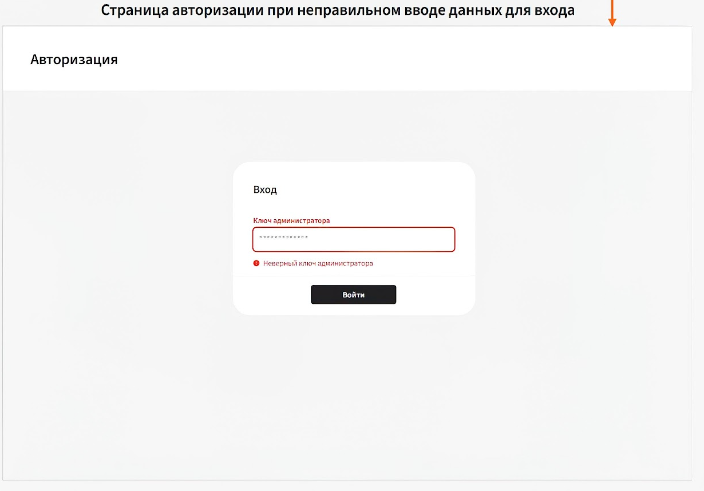 Страница авторизации при неправильном вводе данных для входа
Авторизация
Вход
Ключ администратора
Неверный ключ администратора
Войти